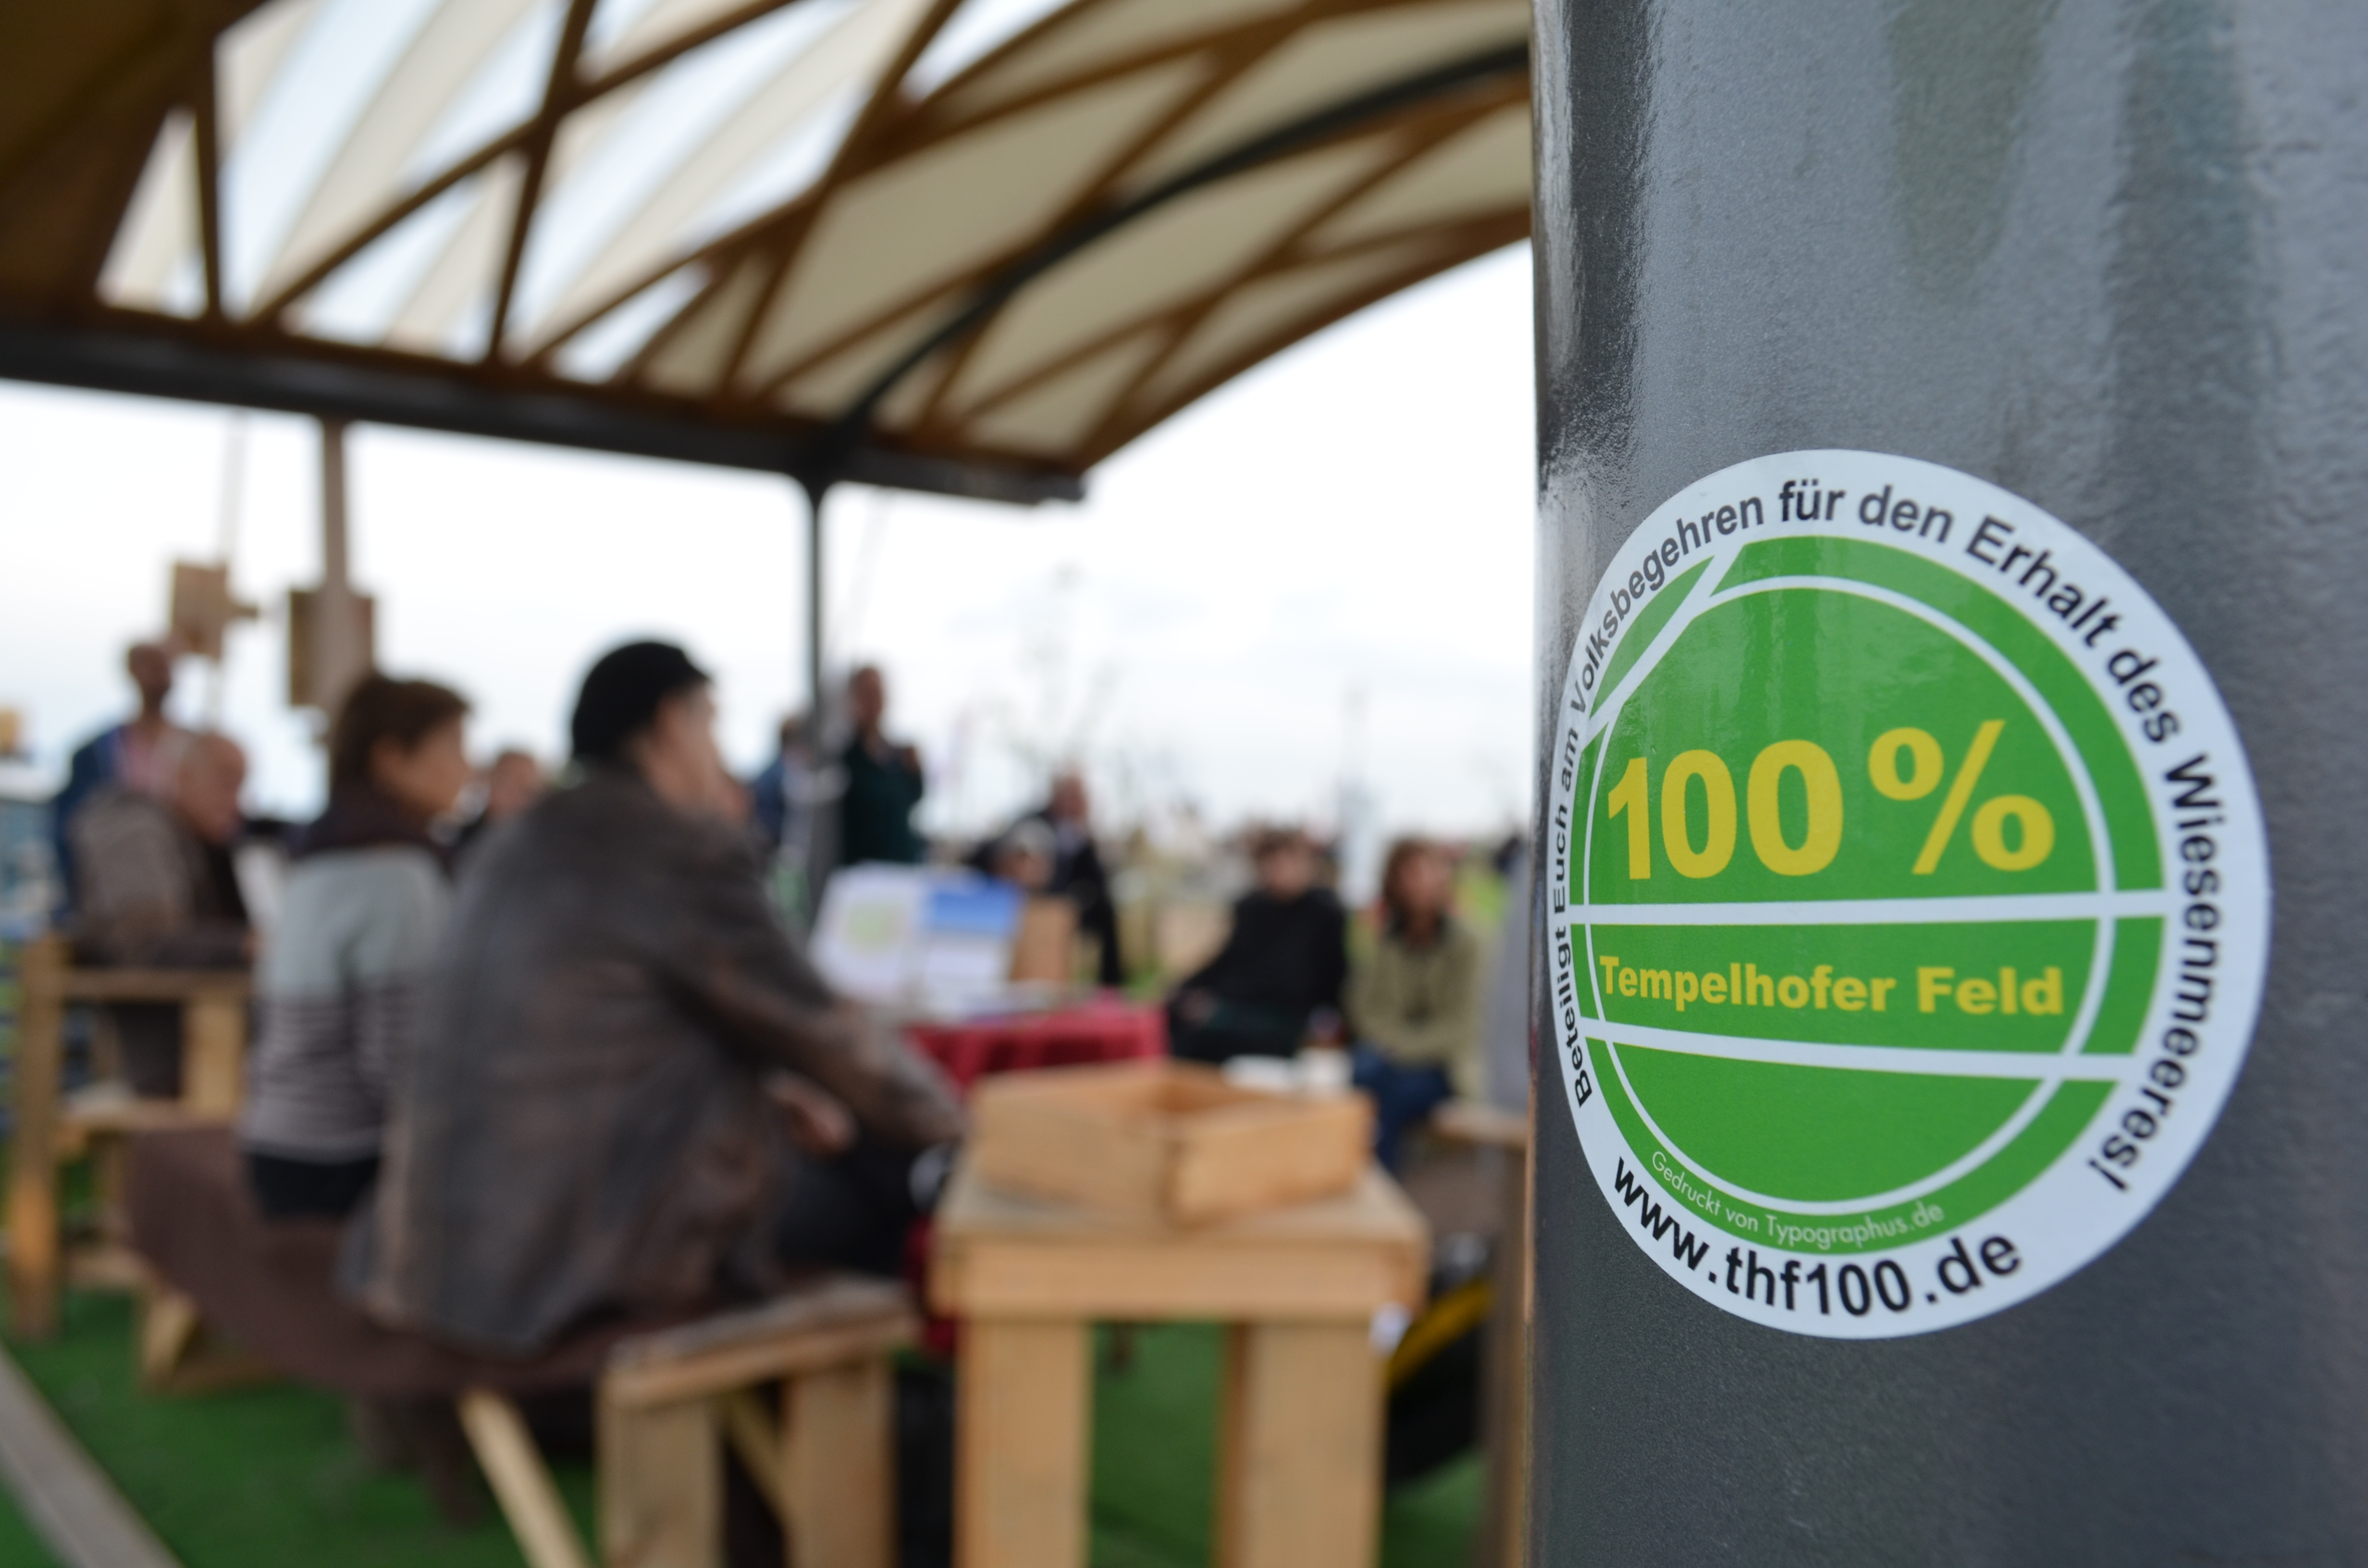 Beteiligt Euch am Volksbegehren für den Erhalt des Wiesenmeeres!
100%
Tempelhofer Feld
Gedruckt von Typographus.de
www.thf100.de